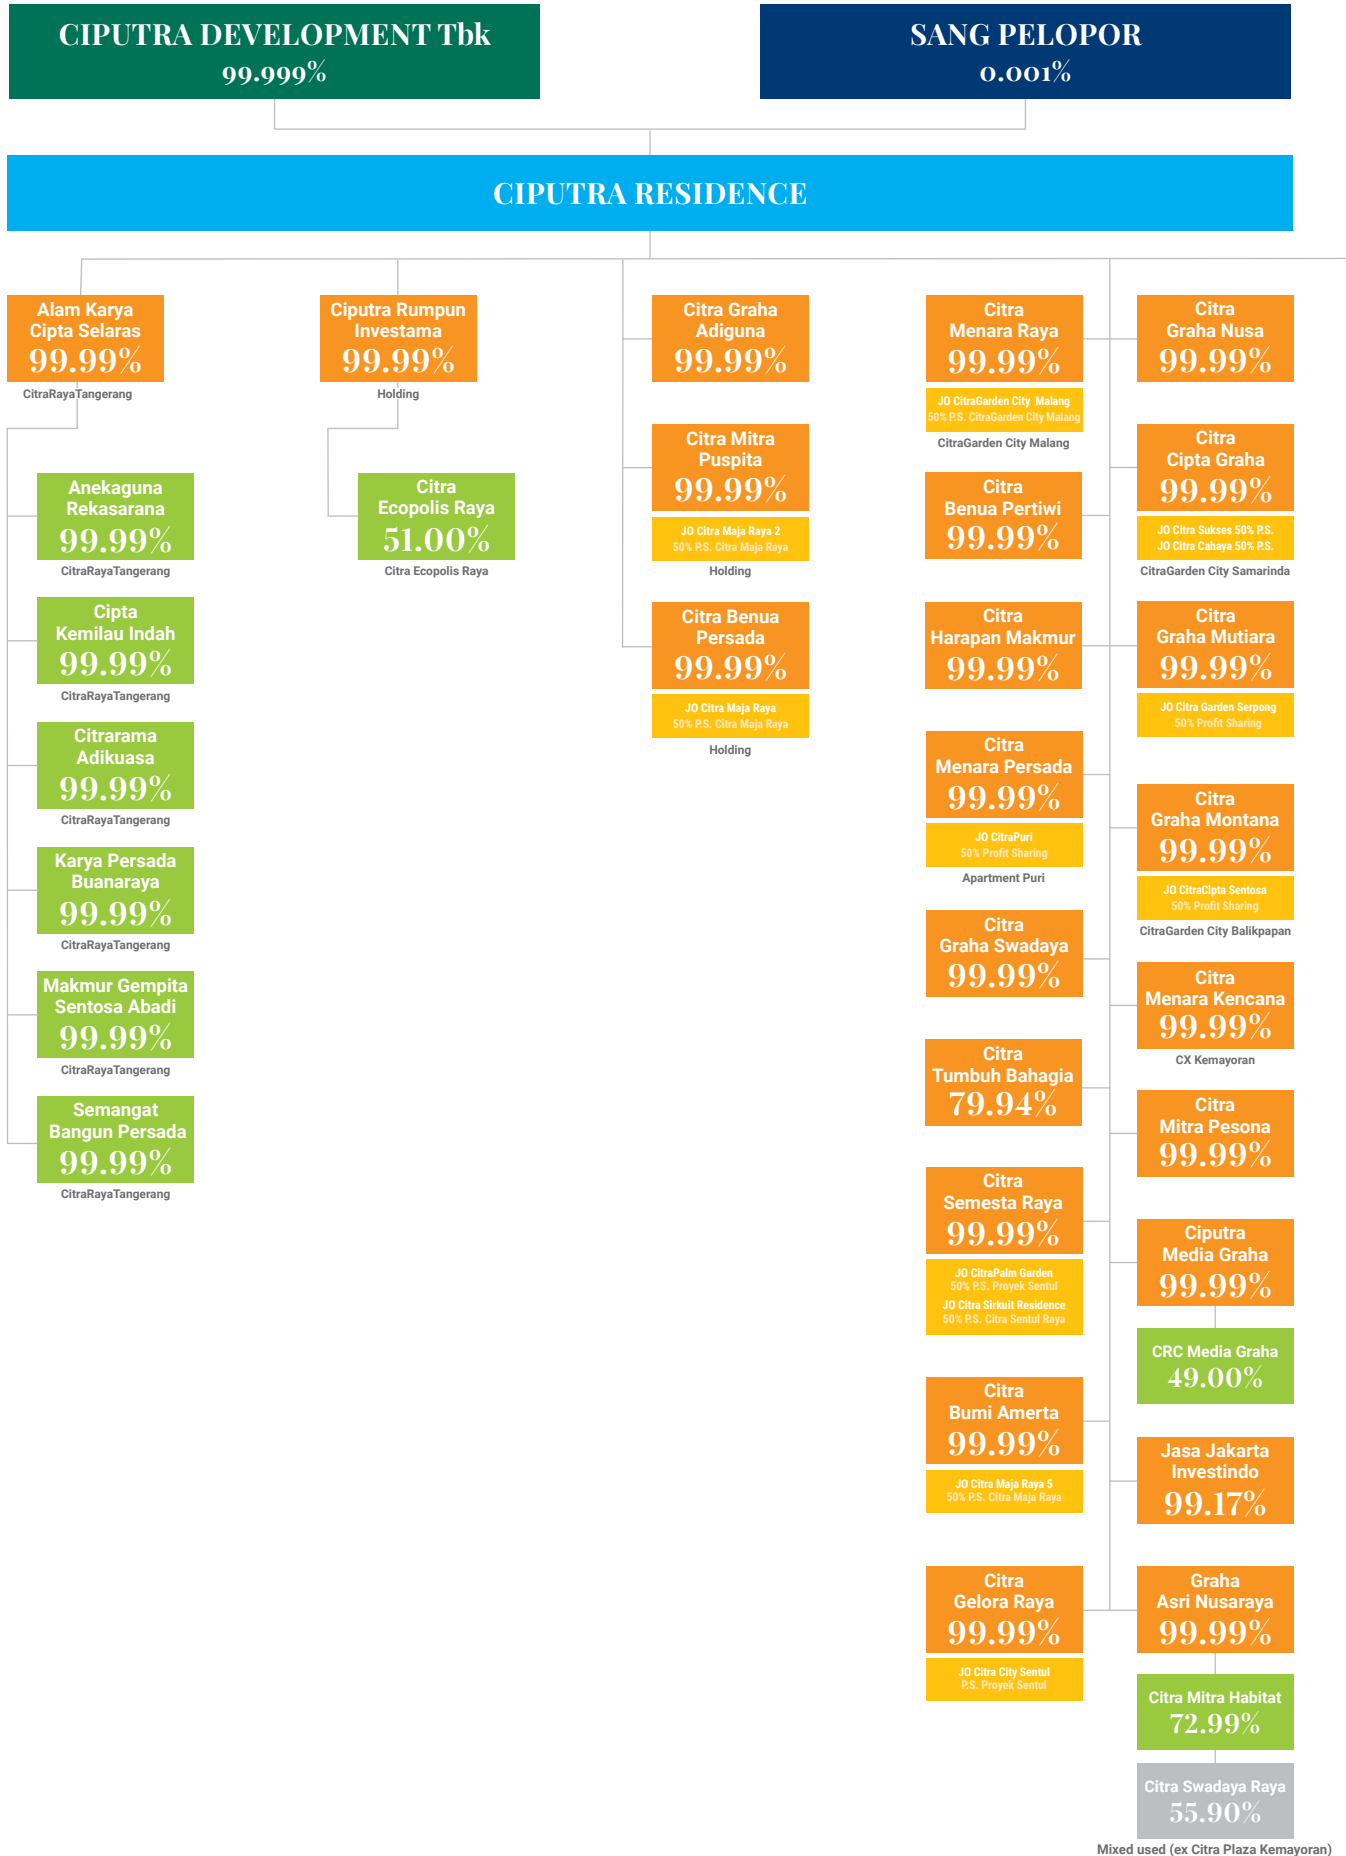 CIPUTRA DEVELOPMENT Tbk
99.999%
SANG PELOPOR
0.001%
CIPUTRA RESIDENCE
Alam Karya
Cipta Selaras
99.99%
CitraRayaTangerang
Anekaguna
Rekasarana
99.99%
CitraRayaTangerang
Cipta
Kemilau Indah
99.99%
CitraRayaTangerang
Citrarama
Adikuasa
99.99%
CitraRayaTangerang
Karya Persada
Buanaraya
99.99%
CitraRayaTangerang
Makmur Gempita
Sentosa Abadi
99.99%
CitraRayaTangerang
Semangat
Bangun Persada
99.99%
CitraRayaTangerang
Ciputra Rumpun
Investama
99.99%
Holding
Citra
Ecopolis Raya
51.00%
Citra Ecopolis Raya
Citra Graha
Adiguna
99.99%
Citra Mitra
Puspita
99.99%
JO Citra Maja Raya 2
50% P.S. Citra Maja Raya
Holding
Citra Benua
Persada
99.99%
JO Citra Maja Raya
50% P.S. Citra Maja Raya
Holding
Citra
Menara Raya
99.99%
JO CitraGarden City Malang
50% P.S. CitraGarden City Malang
CitraGarden City Malang
Citra
Benua Pertiwi
99.99%
Citra
Harapan Makmur
99.99%
Citra
Menara Persada
99.99%
JO CitraPuri
50% Profit Sharing
Apartment Puri
Citra
Graha Swadaya
99.99%
Citra
Tumbuh Bahagia
79.94%
Citra
Semesta Raya
99.99%
JO CitraPalm Garden
50% P.S. Proyek Sentul
JO Citra Sirkuit Residence
50% P.S. Citra Sentul Raya
Citra
Bumi Amerta
99.99%
JO Citra Maja Raya 5
50% P.S. Citra Maja Raya
Citra
Gelora Raya
99.99%
JO Citra City Sentul
P.S. Proyek Sentul
Citra
Graha Nusa
99.99%
Citra
Cipta Graha
99.99%
JO Citra Sukses 50% P.S.
JO Citra Cahaya 50% P.S.
CitraGarden City Samarinda
Citra
Graha Mutiara
99.99%
JO Citra Garden Serpong
50% Profit Sharing
Citra
Graha Montana
99.99%
JO CitraCipta Sentosa
50% Profit Sharing
CitraGarden City Balikpapan
Citra
Menara Kencana
99.99%
CX Kemayoran
Citra
Mitra Pesona
99.99%
Ciputra
Media Graha
99.99%
CRC Media Graha
49.00%
Jasa Jakarta
Investindo
99.17%
Graha
Asri Nusaraya
99.99%
Citra Mitra Habitat
72.99%
Citra Swadaya Raya
55.90%
Mixed used (ex Citra Plaza Kemayoran)